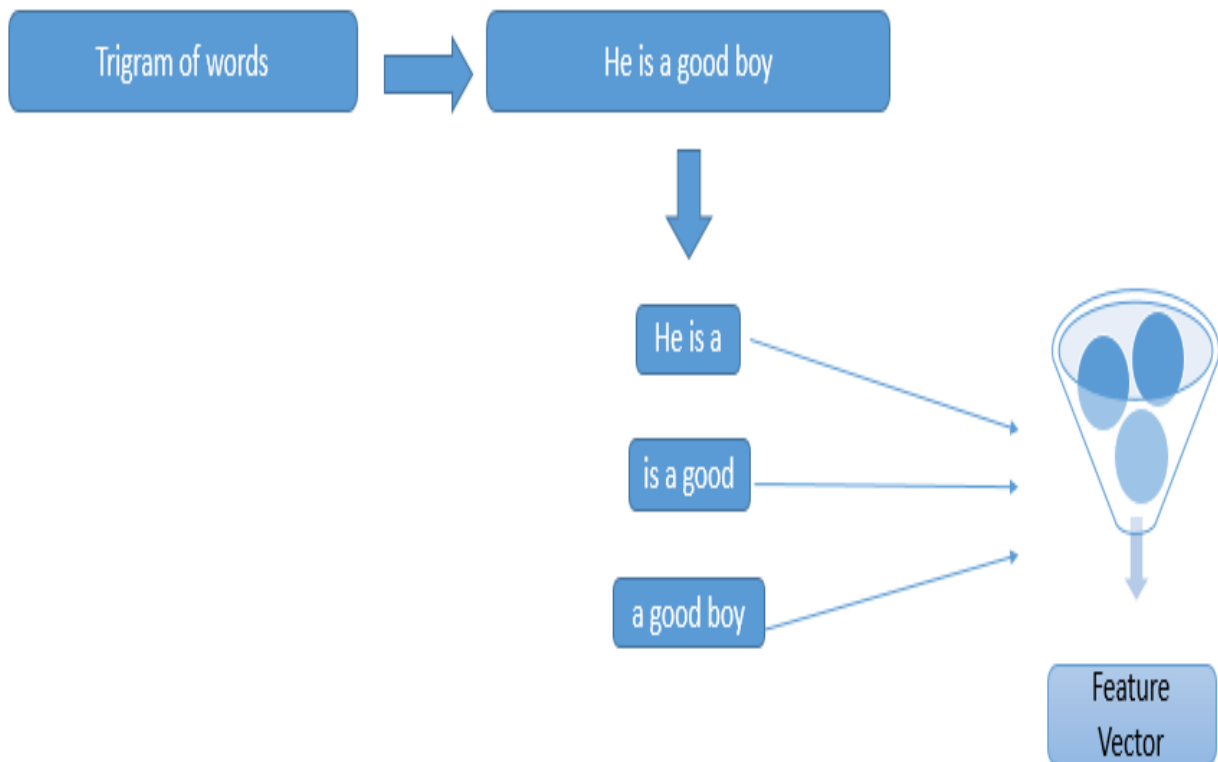 Trigram of words
He is a good boy
He is a
is a good
a good boy
Feature
Vector